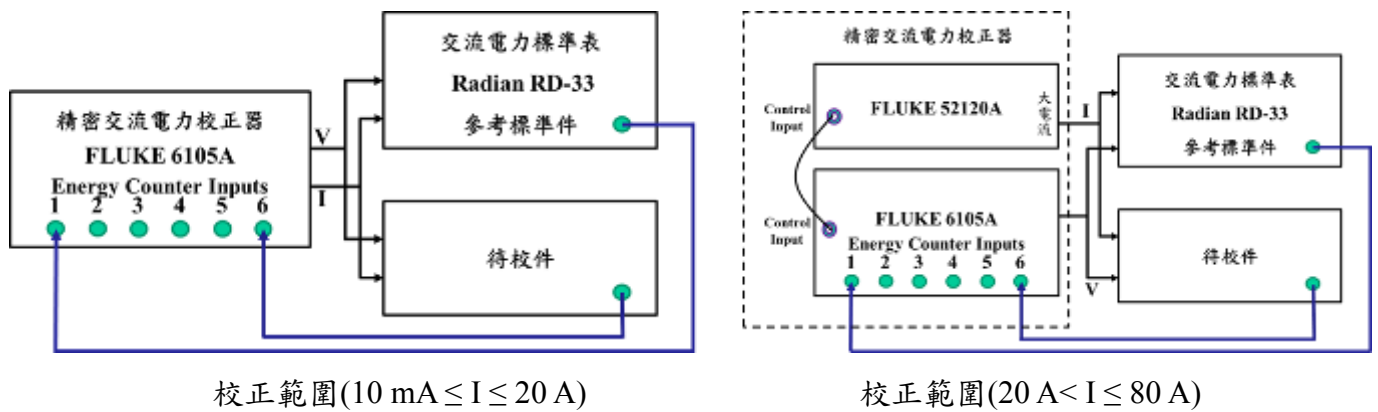 交流電力標準表
Radian RD-33
參考標準件
精密交流電力校正器
FLUKE 6105A
Energy Counter Inputs
1 2 3 4 5 6
V
I
待校件
校正範圍(10 mA ≤ I ≤ 20 A)
精密交流電力校正器
Control
Input
FLUKE 52120A
大電流
I
交流電力標準表
Radian RD-33
參考標準件
Control
Input
FLUKE 6105A
Energy Counter Inputs
1 2 3 4 5 6
V
待校件
校正範圍(20 A< I ≤ 80 A)